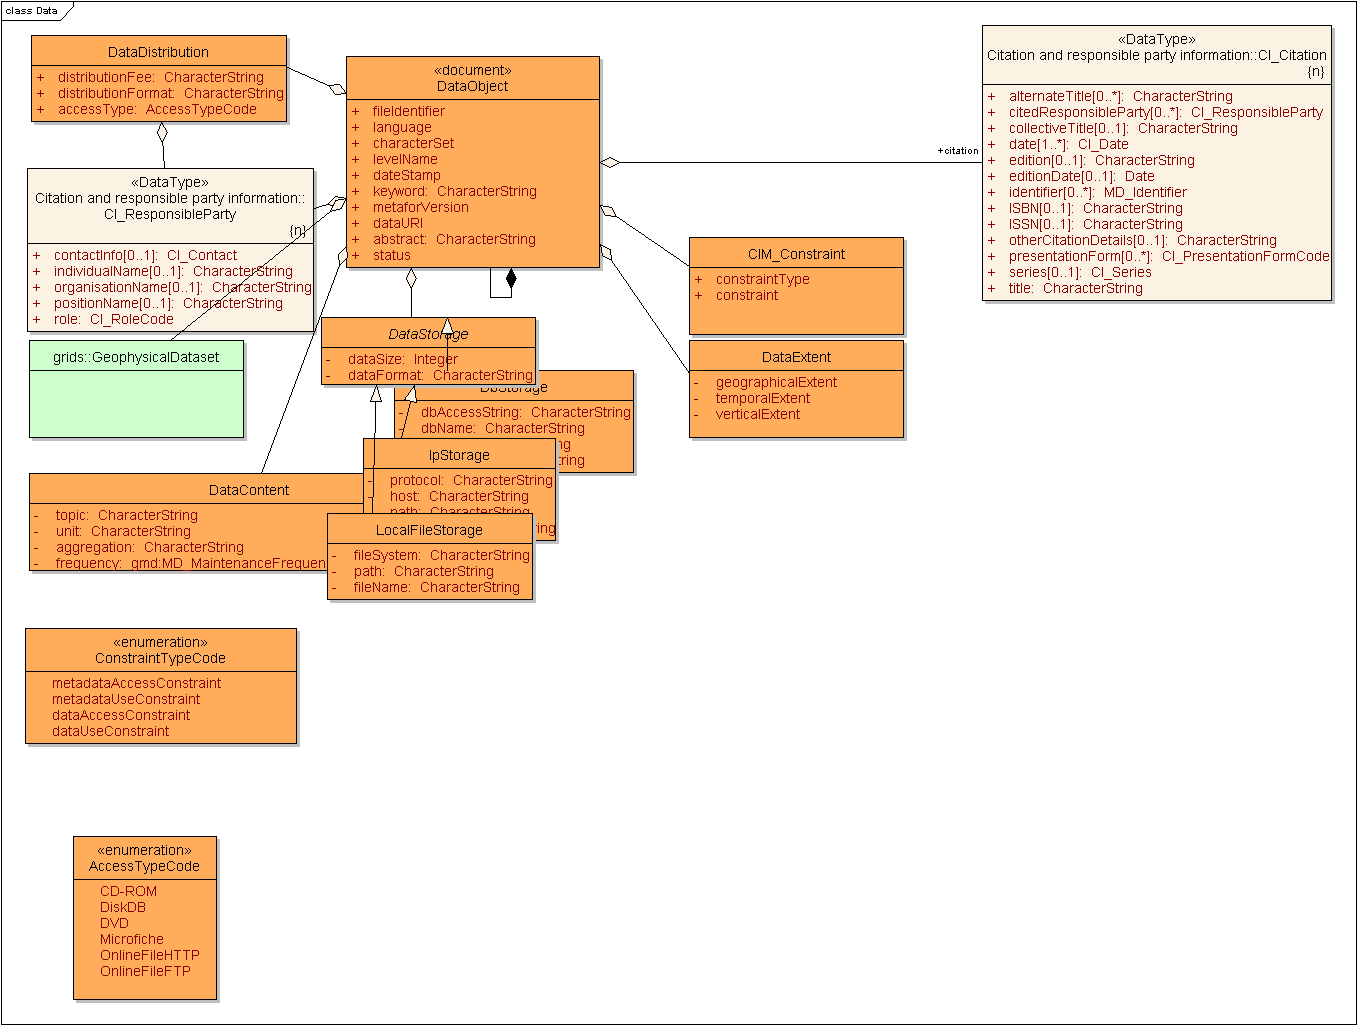 class Data
DataDistribution
+ distributionFee: CharacterString
+ distributionFormat: CharacterString
+ accessType: AccessTypeCode
«document»
DataObject
+ fileIdentifier
+ language
+ characterSet
+ levelName
+ dateStamp
+ keyword: CharacterString
+ metaforVersion
+ dataURI
+ abstract: CharacterString
+ status
«DataType»
Citation and responsible party information::CI_Citation
{n}
+ alternateTitle[0..*]: CharacterString
+ citedResponsibleParty[0..*]: CI_ResponsibleParty
+ collectiveTitle[0..1]: CharacterString
+ date[1..*]: CI_Date
+ edition[0..1]: CharacterString
+ editionDate[0..1]: Date
+ identifier[0..*]: MD_Identifier
+ ISBN[0..1]: CharacterString
+ ISSN[0..1]: CharacterString
+ otherCitationDetails[0..1]: CharacterString
+ presentationForm[0..*]: CI_PresentationFormCode
+ series[0..1]: CI_Series
+ title: CharacterString
+citation
«DataType»
Citation and responsible party information::
CI_ResponsibleParty
{n}
+ contactInfo[0..1]: CI_Contact
+ individualName[0..1]: CharacterString
+ organisationName[0..1]: CharacterString
+ positionName[0..1]: CharacterString
+ role: CI_RoleCode
CIM_Constraint
+ constraintType
+ constraint
grids::GeophysicalDataset
DataStorage
- dataSize: Integer
- dataFormat: CharacterString
DataExtent
- geographicalExtent
- temporalExtent
- verticalExtent
DbStorage
- dbAccessString: CharacterString
- dbName: CharacterString
ng
tring
IpStorage
- protocol: CharacterString
- host: CharacterString
path: CharacterString
ing
DataContent
- topic: CharacterString
- unit: CharacterString
- aggregation: CharacterString
- frequency: gmd:MD_MaintenanceFrequen
LocalFileStorage
- fileSystem: CharacterString
- path: CharacterString
- fileName: CharacterString
«enumeration»
ConstraintTypeCode
metadataAccessConstraint
metadataUseConstraint
dataAccessConstraint
dataUseConstraint
«enumeration»
AccessTypeCode
CD-ROM
DiskDB
DVD
Microfiche
OnlineFileHTTP
OnlineFileFTP